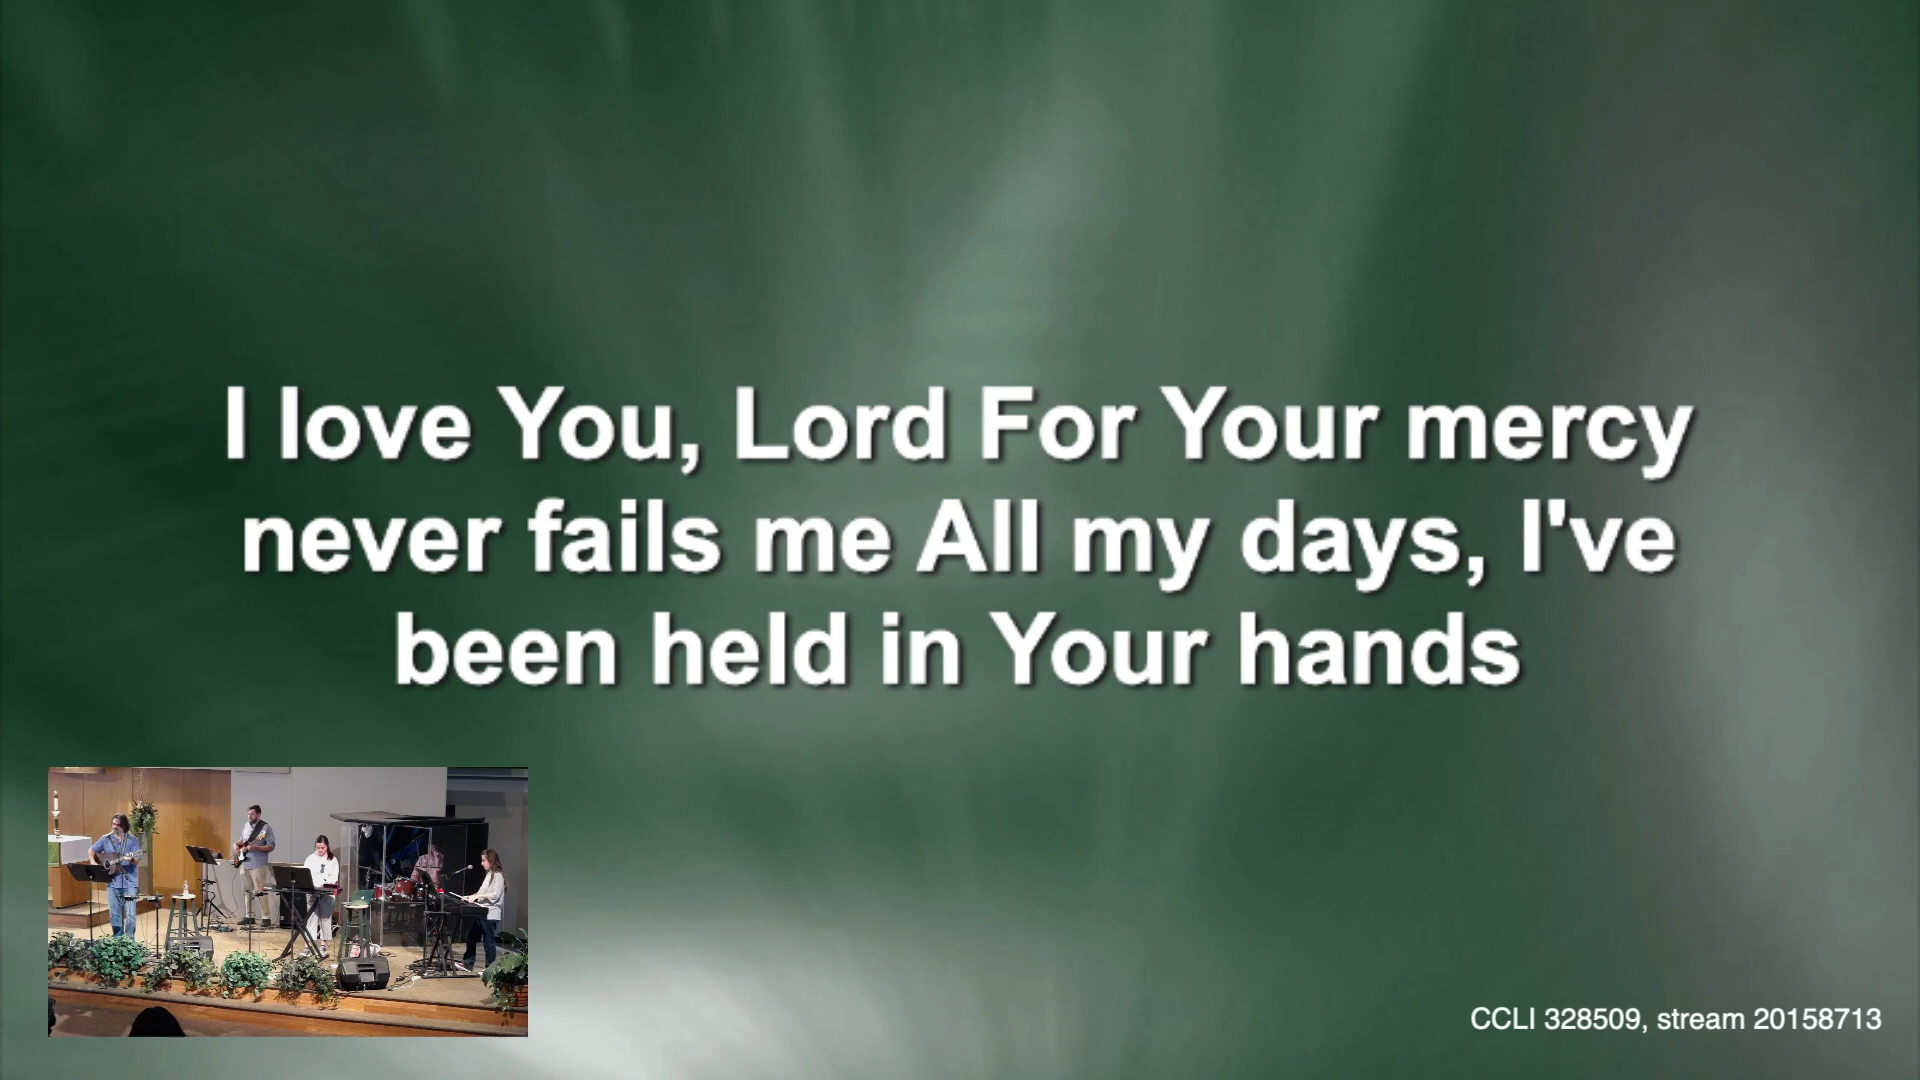 I love You, Lord For Your mercy
never fails me All my days, I've
been held in Your hands
CCLI 328509, stream 20158713